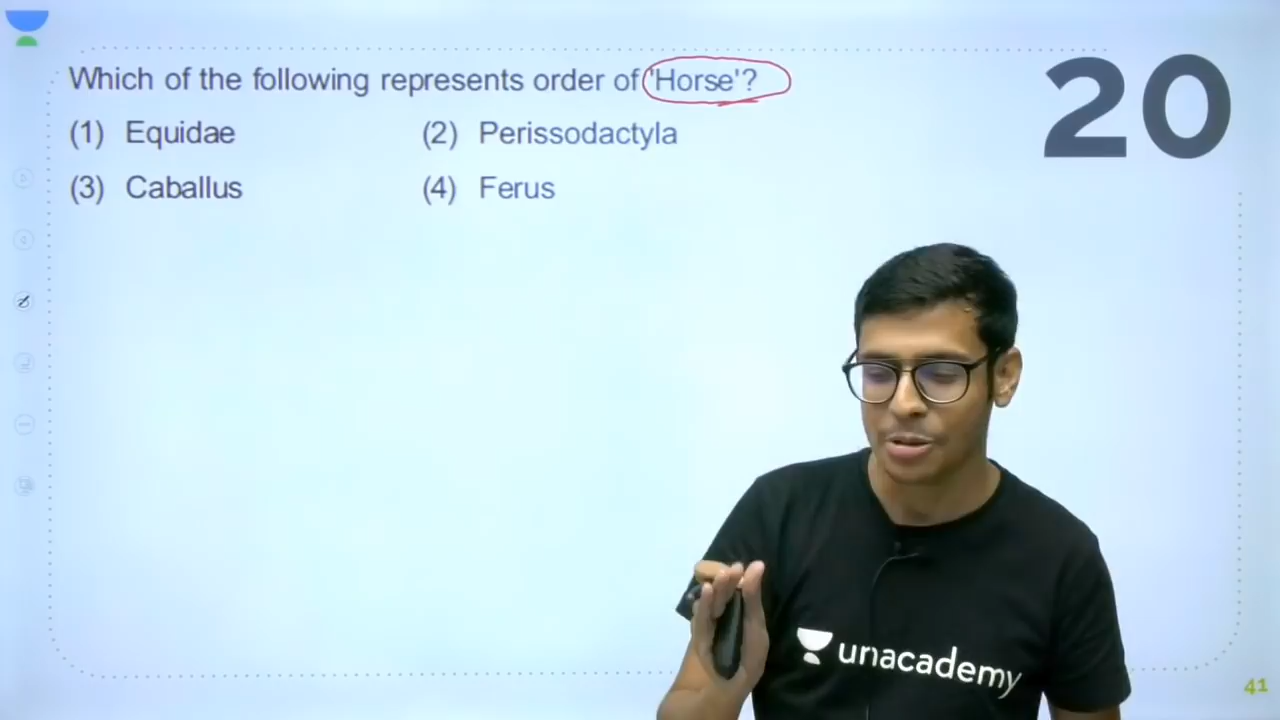 Which of the following represents order of 'Horse'?
(1) Equidae (2) Perissodactyla
(3) Caballus (4) Ferus
20
unacademy
41